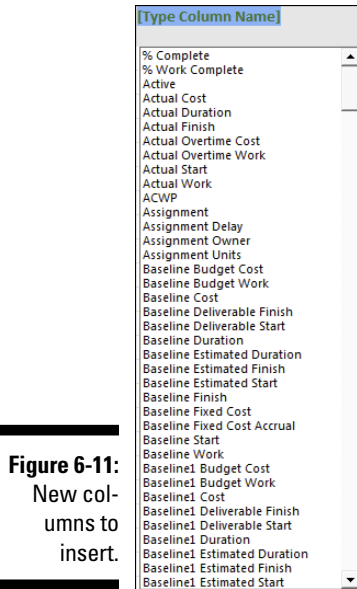 [Type Column Name]
% Complete
% Work Complete
Active
Actual Cost
Actual Duration
Actual Finish
Actual Overtime Cost
Actual Overtime Work
Actual Start
Actual Work
ACWP
Assignment
Assignment Delay
Assignment Owner
Assignment Units
Baseline Budget Cost
Baseline Budget Work
Baseline Cost
Baseline Deliverable Finish
Baseline Deliverable Start
Baseline Duration
Baseline Estimated Duration
Baseline Estimated Finish
Baseline Estimated Start
Baseline Finish
Baseline Fixed Cost
Baseline Fixed Cost Accrual
Baseline Start
Baseline Work
Baseline1 Budget Cost
Baseline1 Budget Work
Baseline1 Cost
Baseline1 Deliverable Finish
Baseline1 Deliverable Start
Baseline1 Duration
Baseline1 Estimated Duration
Baseline1 Estimated Finish
Baseline1 Estimated Start
Figure 6-11:
New col-
umns to
insert.